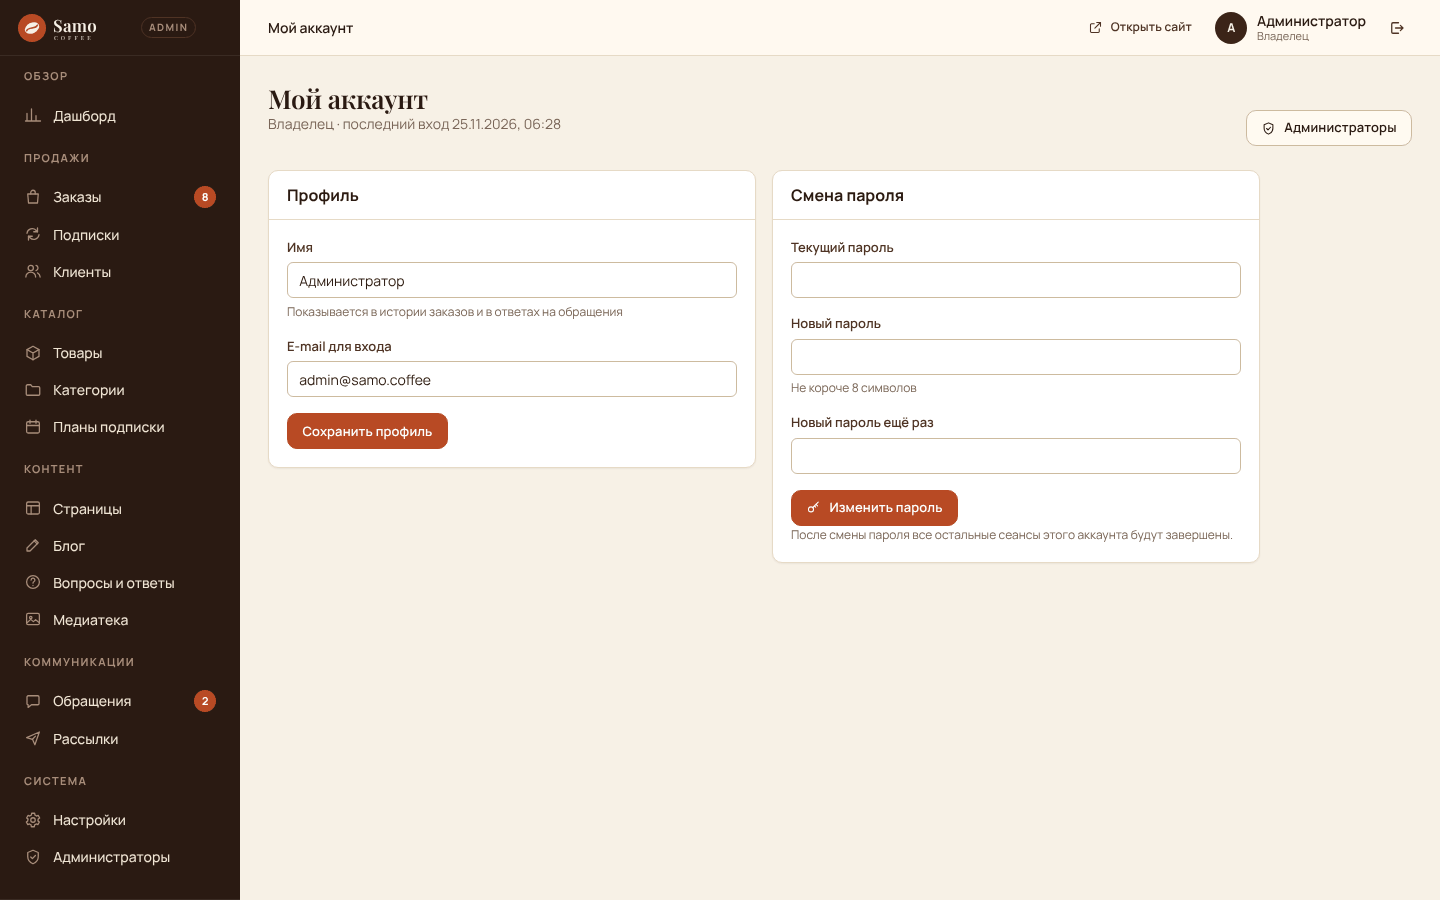 Samo
COFFEE
ADMIN
ОБЗОР
Дашборд
ПРОДАЖИ
Заказы
8
Подписки
Клиенты
КАТАЛОГ
Товары
Категории
Планы подписки
КОНТЕНТ
Страницы
Блог
Вопросы и ответы
Медиатека
КОММУНИКАЦИИ
Обращения
2
Рассылки
СИСТЕМА
Настройки
Администраторы
Мой аккаунт
Открыть сайт
А
Администратор
Владелец
Мой аккаунт
Владелец · последний вход 25.11.2026, 06:28
Администраторы
Профиль
Имя
Администратор
Показывается в истории заказов и в ответах на обращения
E-mail для входа
admin@samo.coffee
Сохранить профиль
Смена пароля
Текущий пароль
Новый пароль
Не короче 8 символов
Новый пароль ещё раз
Изменить пароль
После смены пароля все остальные сеансы этого аккаунта будут завершены.